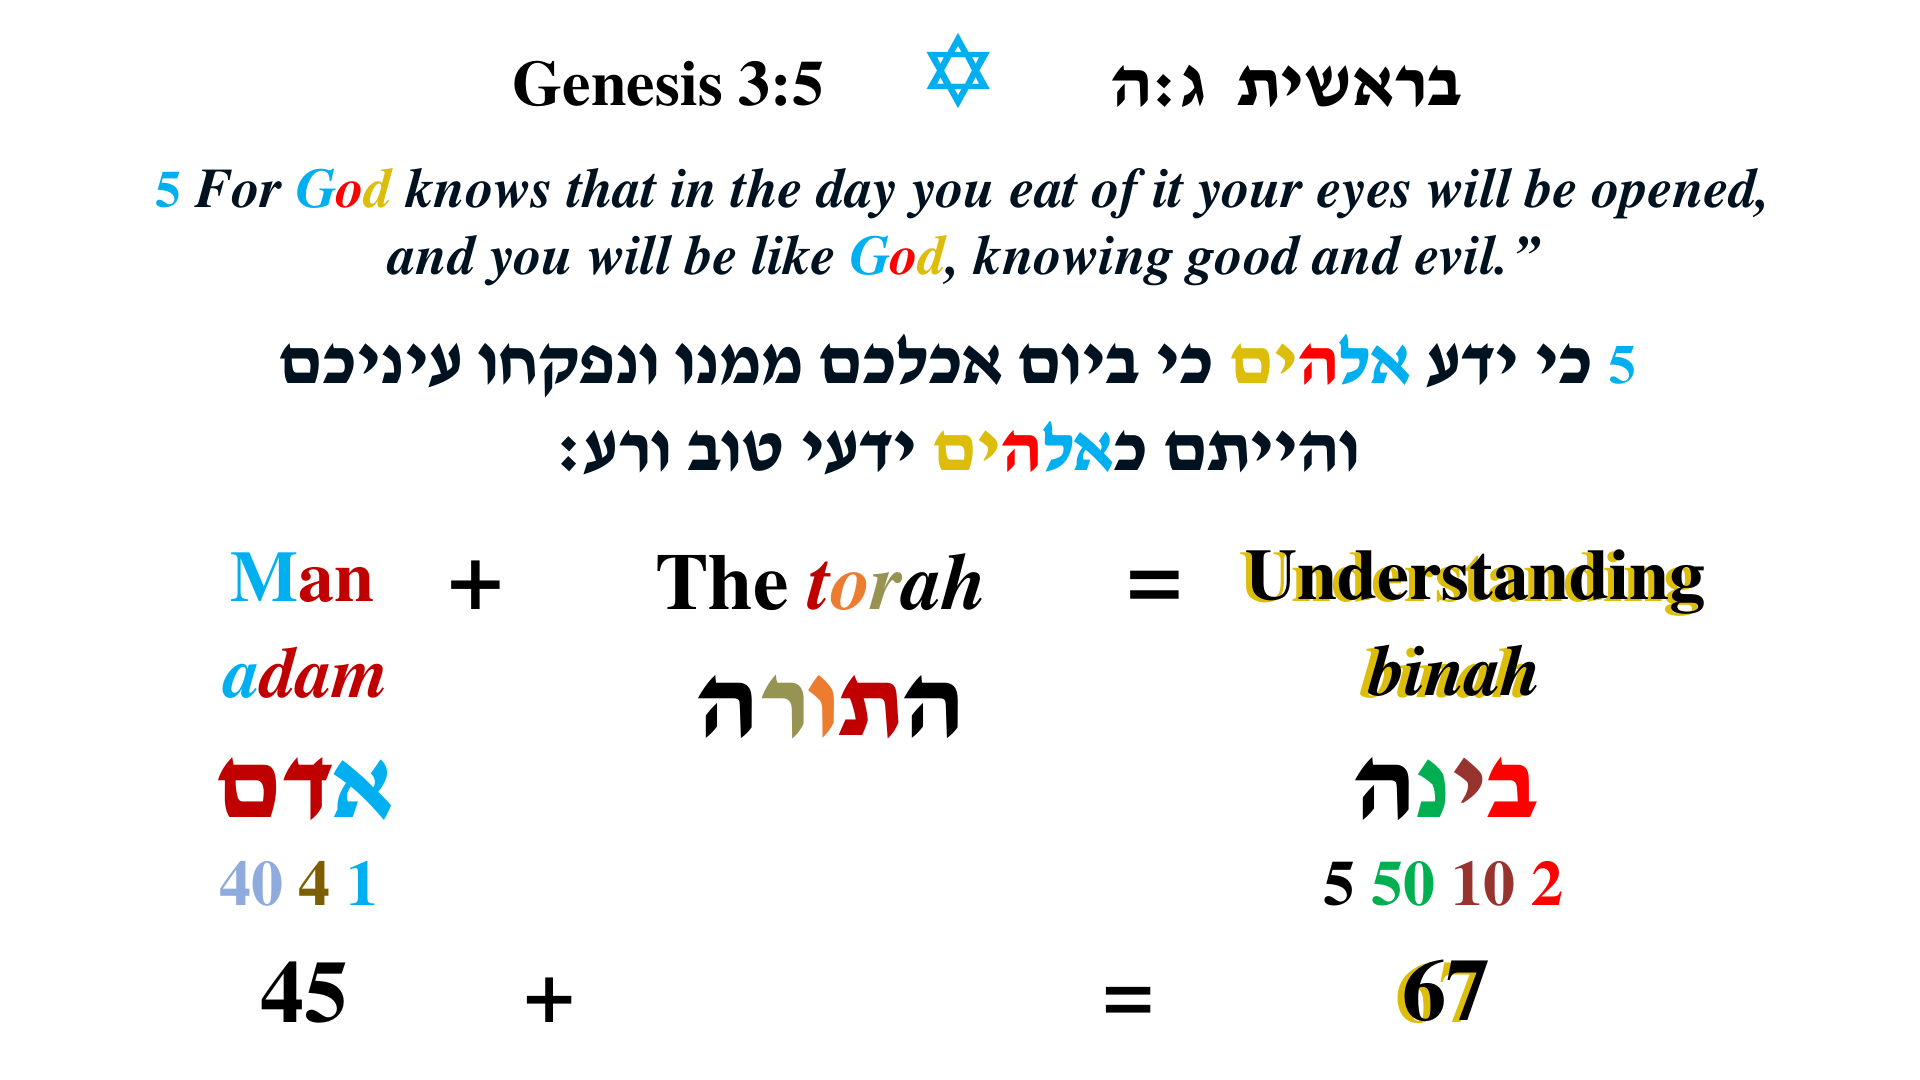 Genesis 3:5 ✡ בראשית ג:ה
5 For God knows that in the day you eat of it your eyes will be opened,
and you will be like God, knowing good and evil.”
5 כי ידע אלהים כי ביום אכלכם ממנו ונפקחו עיניכם
והייתם כאלהים ידעי טוב ורע:
Man + The torah = Understanding
adam binah
התורה
אדם בינה
40 4 1 5 50 10 2
45 + = 67